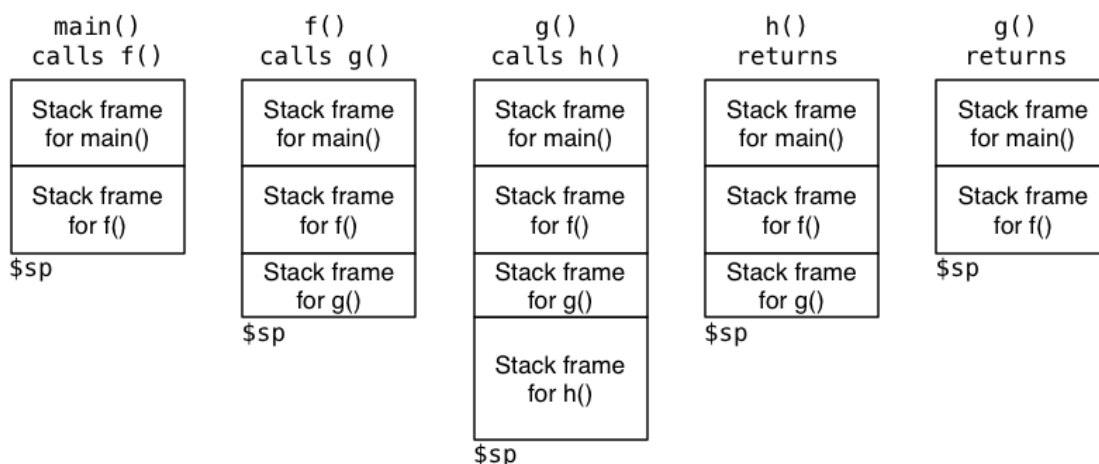 main()
calls f()
Stack frame
for main()
Stack frame
for f()
$sp
f()
calls g()
Stack frame
for main()
Stack frame
for f()
Stack frame
for g()
$sp
g()
calls h()
Stack frame
for main()
Stack frame
for f()
Stack frame
for g()
Stack frame
for h()
$sp
h()
returns
Stack frame
for main()
Stack frame
for f()
Stack frame
for g()
$sp
g()
returns
Stack frame
for main()
Stack frame
for f()
$sp